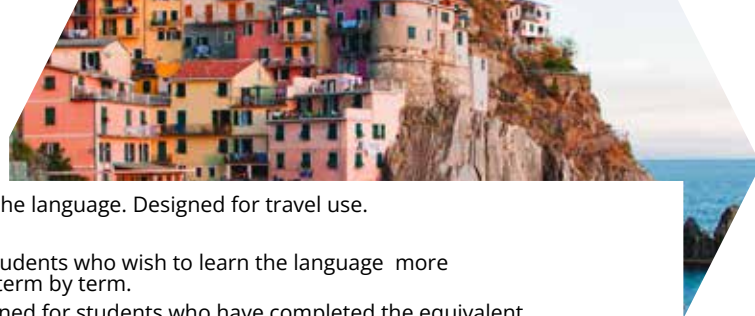 he language. Designed for travel use.
udents who wish to learn the language  more
term by term.
ned for students who have completed the equivalent